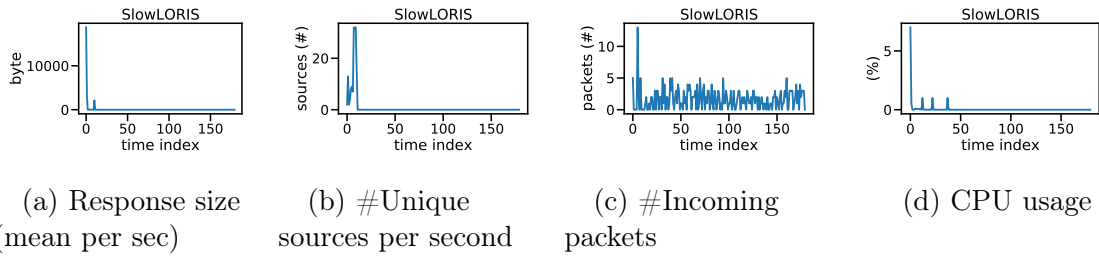 SlowLORIS
byte
10000
0
0 50 100 150
time index
SlowLORIS
sources (#)
20
0
0 50 100 150
time index
SlowLORIS
packets (#)
10
5
0
0 50 100 150
time index
SlowLORIS
(%)
5
0
0 50 100 150
time index
(a) Response size
(mean per sec)
(b) #Unique
sources per second
(c) #Incoming
packets
(d) CPU usage